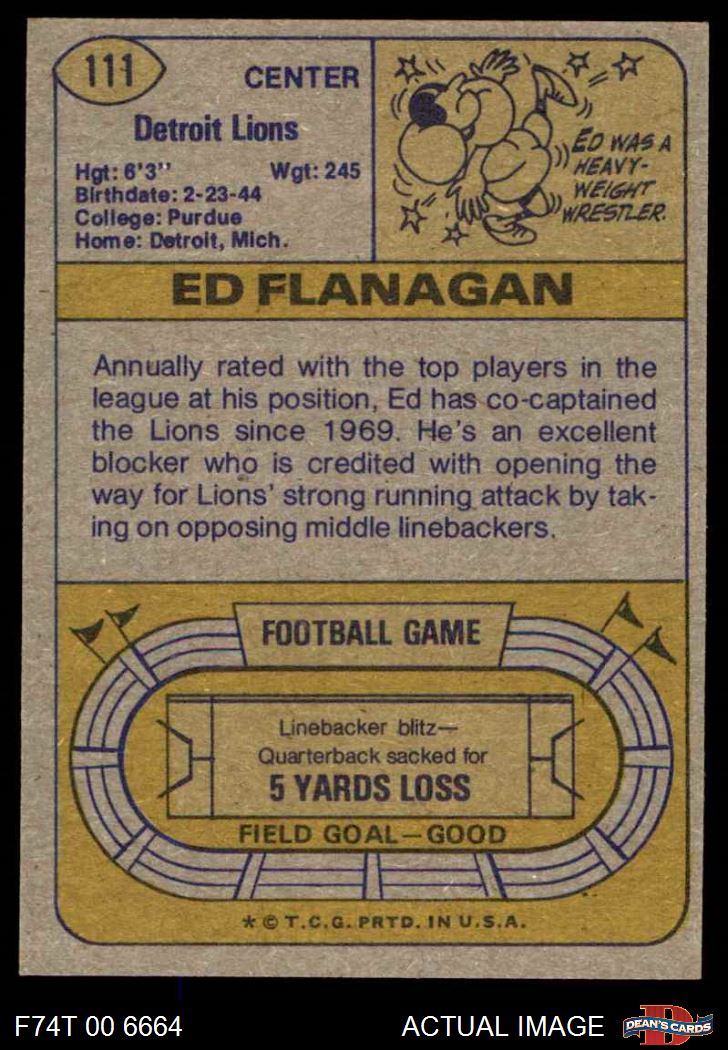 111
CENTER
Detroit Lions
Hgt: 6'3" Wgt: 245
Birthdate: 2-23-44
College: Purdue
Home: Detroit, Mich.
ED WAS A
HEAVY-
WEIGHT
WRESTLER.
ED FLANAGAN
Annually rated with the top players in the
league at his position, Ed has co-captained
the Lions since 1969. He's an excellent
blocker who is credited with opening the
way for Lions' strong running attack by tak-
ing on opposing middle linebackers.
FOOTBALL GAME
Linebacker blitz—
Quarterback sacked for
5 YARDS LOSS
FIELD GOAL—GOOD
* © T.C.G. PRTD. IN U.S.A.
F74T 00 6664 ACTUAL IMAGE
D
DEAN'S CARDS